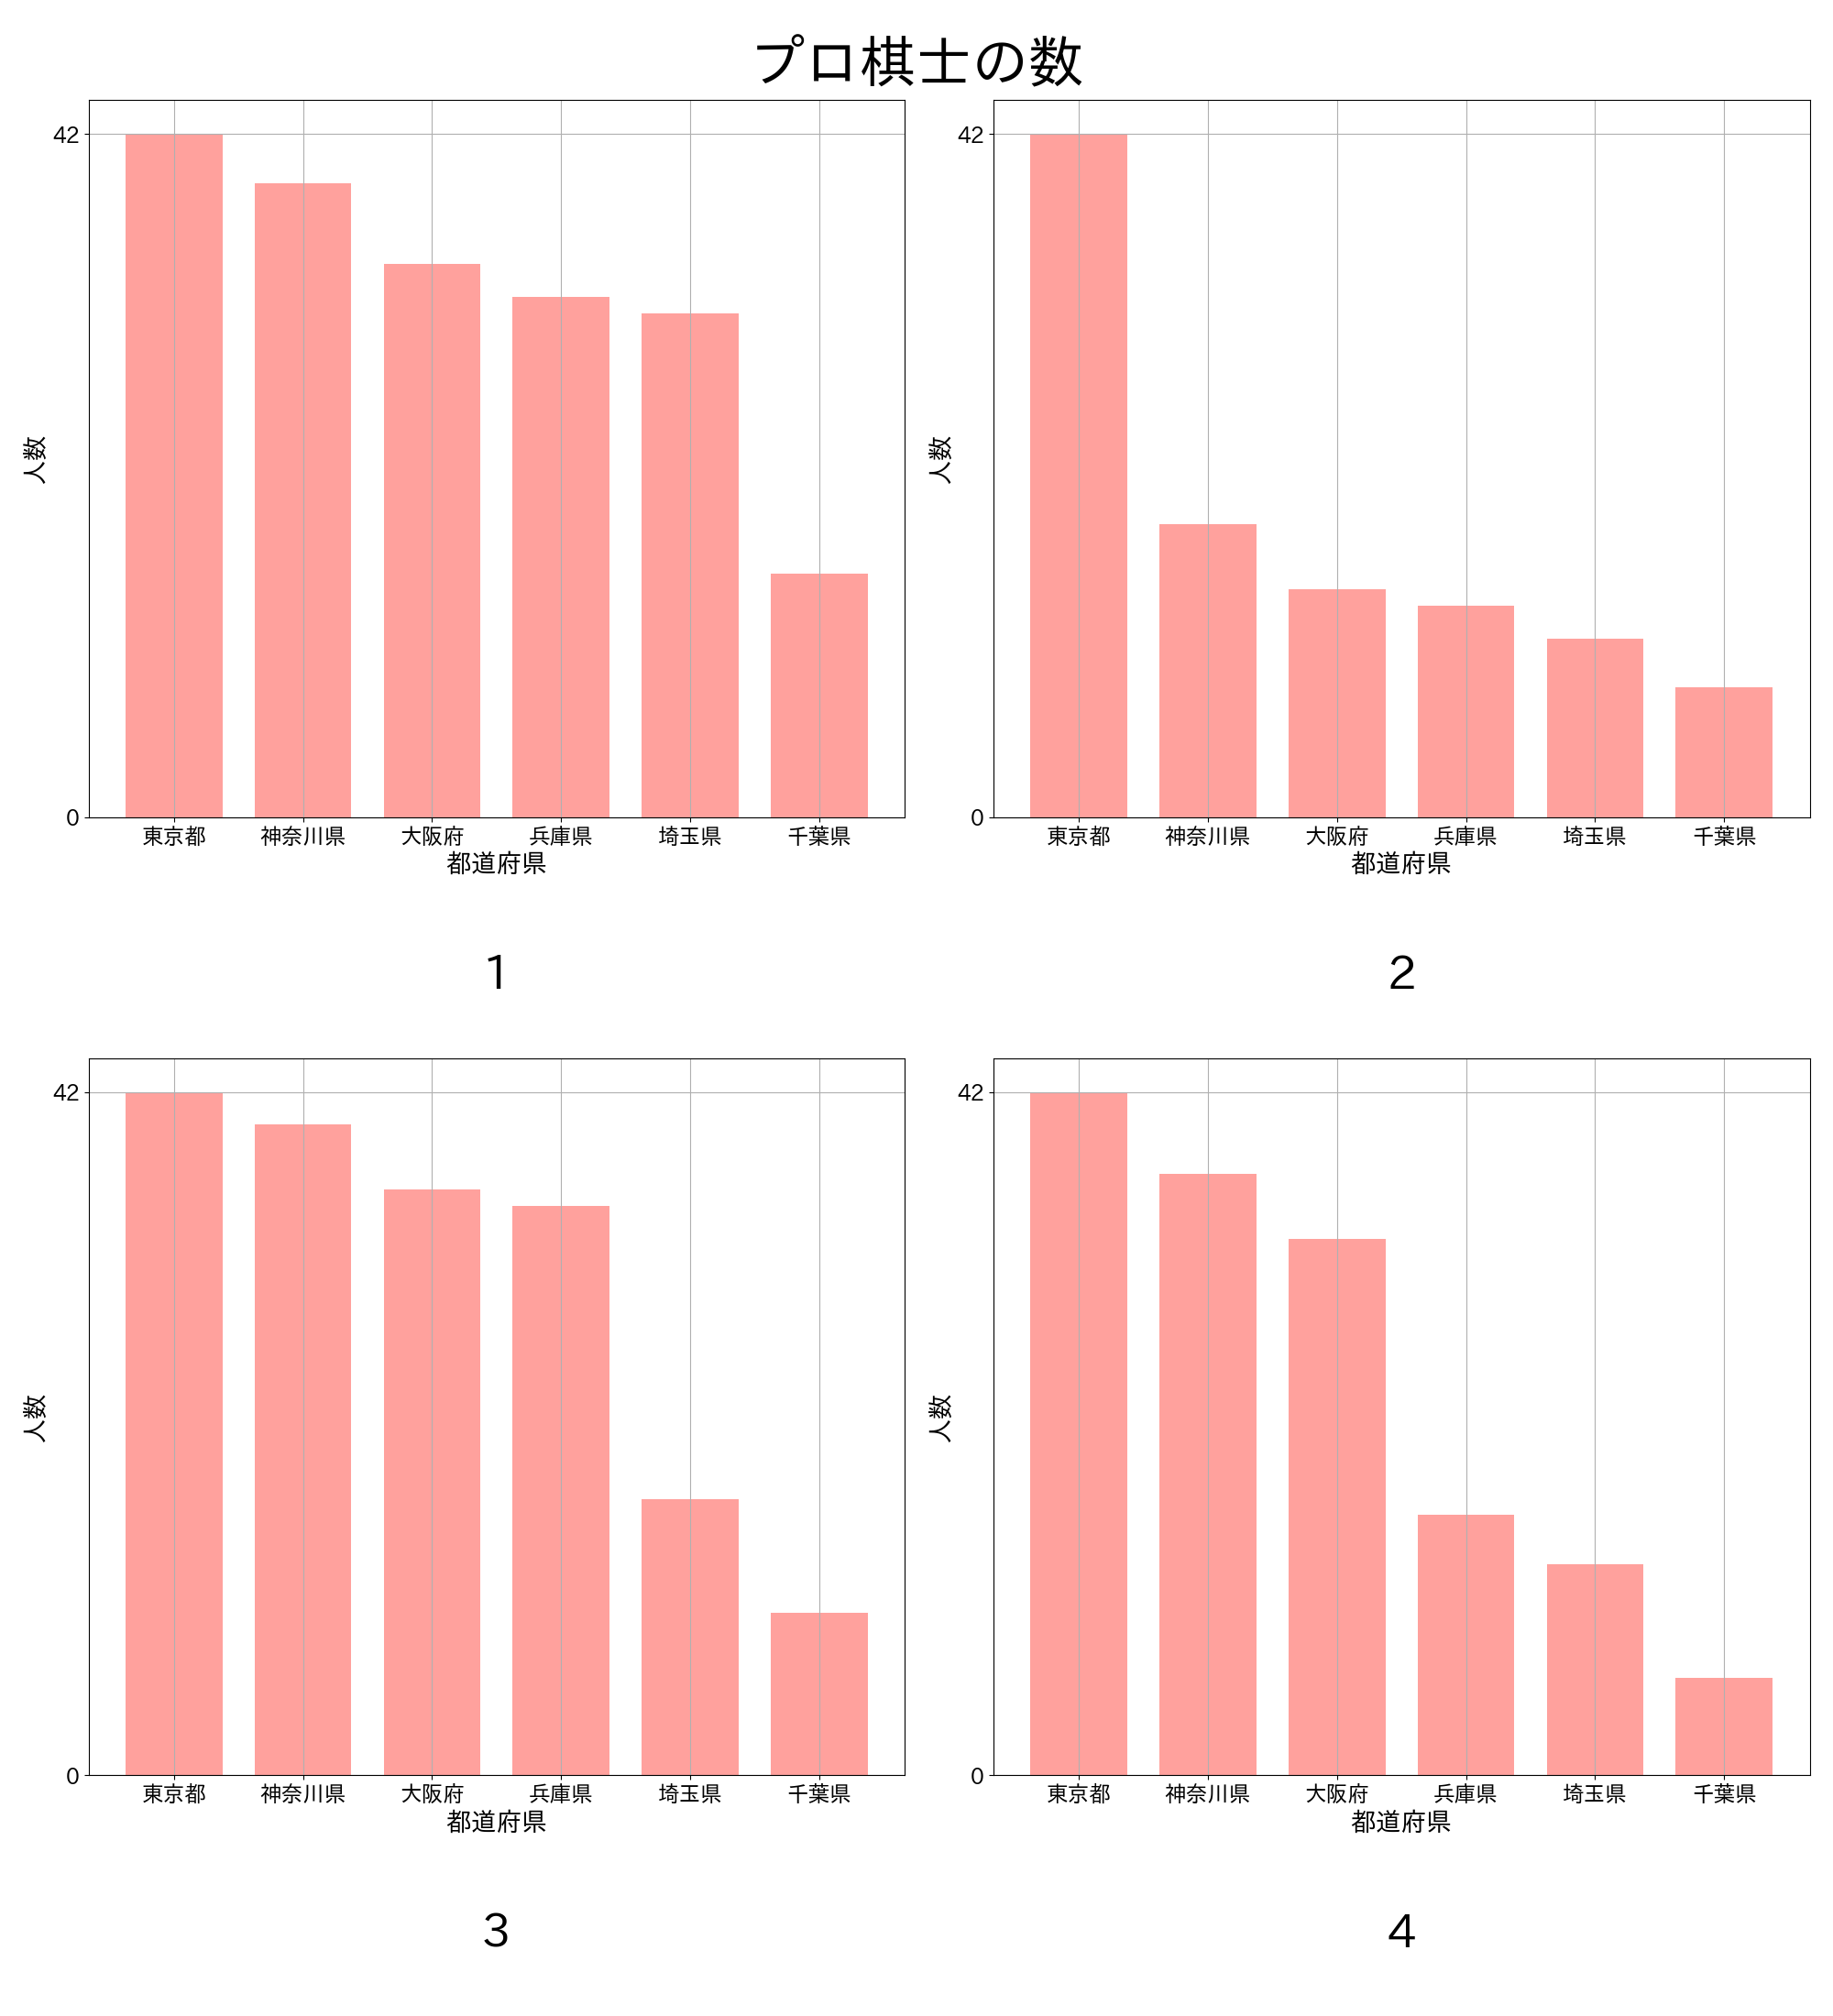 プロ棋士の数
42
0
人数
東京都 神奈川県 大阪府 兵庫県 埼玉県 千葉県
都道府県
1
42
0
人数
東京都 神奈川県 大阪府 兵庫県 埼玉県 千葉県
都道府県
2
42
0
人数
東京都 神奈川県 大阪府 兵庫県 埼玉県 千葉県
都道府県
3
42
0
人数
東京都 神奈川県 大阪府 兵庫県 埼玉県 千葉県
都道府県
4